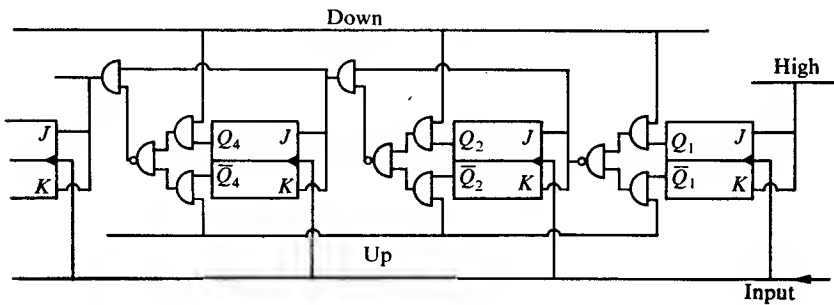 Down
High
J
Q₄ J
Q₂ J
Q₁ J
K
Q̄₄ K
Q̄₂ K
Q̄₁ K
Up
Input